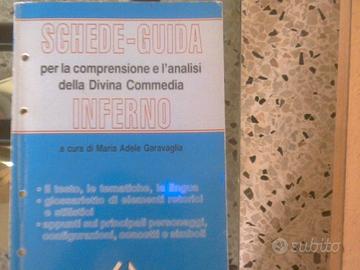 SCHEDE-GUIDA
per la comprensione e l'analisi
della Divina Commedia
INFERNO
a cura di Maria Adele Garavaglia
• il testo, le tematiche, la lingua
• glossarietto di elementi retorici
e stilistici
• appunti sui principali personaggi,
configurazioni, concetti e simboli
subito